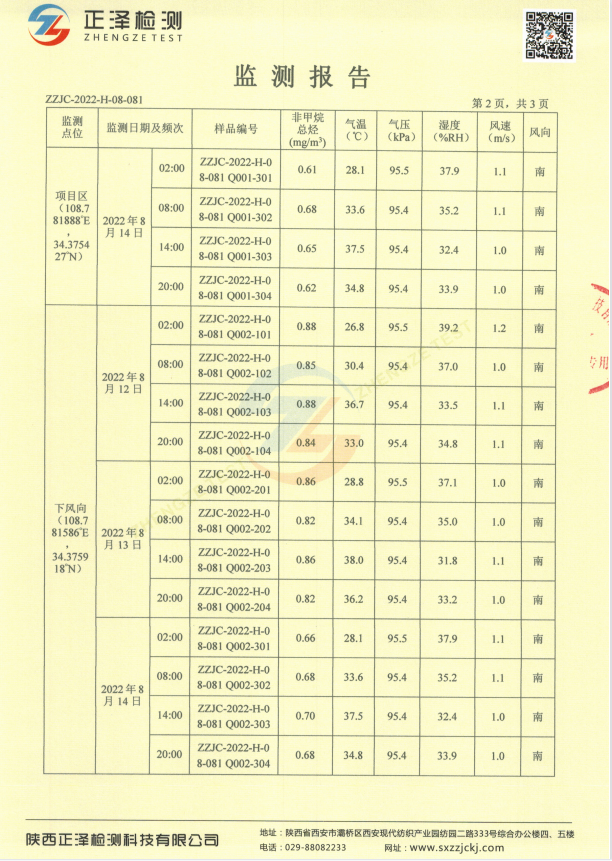 正泽检测
ZHENGZETEST
监测报告
ZZJC-2022-H-08-081
第 2 页，共 3 页
监测点位 监测日期及频次 样品编号 非甲烷总烃(mg/m³) 气温(℃) 气压(kPa) 湿度(%RH) 风速(m/s) 风向
项目区(108.781888°E, 34.375427°N) 2022年8月14日 02:00 ZZJC-2022-H-08-081 Q001-301 0.61 28.1 95.5 37.9 1.1 南
08:00 ZZJC-2022-H-08-081 Q001-302 0.68 33.6 95.4 35.2 1.1 南
14:00 ZZJC-2022-H-08-081 Q001-303 0.65 37.5 95.4 32.4 1.0 南
20:00 ZZJC-2022-H-08-081 Q001-304 0.62 34.8 95.4 33.9 1.0 南
下风向(108.781586°E, 34.375918°N) 2022年8月12日 02:00 ZZJC-2022-H-08-081 Q002-101 0.88 26.8 95.5 39.2 1.2 南
08:00 ZZJC-2022-H-08-081 Q002-102 0.85 30.4 95.4 37.0 1.0 南
14:00 ZZJC-2022-H-08-081 Q002-103 0.88 36.7 95.4 33.5 1.1 南
20:00 ZZJC-2022-H-08-081 Q002-104 0.84 33.0 95.4 34.8 1.1 南
2022年8月13日 02:00 ZZJC-2022-H-08-081 Q002-201 0.86 28.8 95.5 37.1 1.0 南
08:00 ZZJC-2022-H-08-081 Q002-202 0.82 34.1 95.4 35.0 1.0 南
14:00 ZZJC-2022-H-08-081 Q002-203 0.86 38.0 95.4 31.8 1.1 南
20:00 ZZJC-2022-H-08-081 Q002-204 0.82 36.2 95.4 33.2 1.0 南
2022年8月14日 02:00 ZZJC-2022-H-08-081 Q002-301 0.66 28.1 95.5 37.9 1.1 南
08:00 ZZJC-2022-H-08-081 Q002-302 0.68 33.6 95.4 35.2 1.1 南
14:00 ZZJC-2022-H-08-081 Q002-303 0.70 37.5 95.4 32.4 1.0 南
20:00 ZZJC-2022-H-08-081 Q002-304 0.68 34.8 95.4 33.9 1.0 南
ZHENGZETEST
专用
陕西正泽检测科技有限公司
地址：陕西省西安市灞桥区西安现代纺织产业园纺园二路333号综合办公楼四、五楼
电话：029-88082233 网址：www.sxzzjckj.com